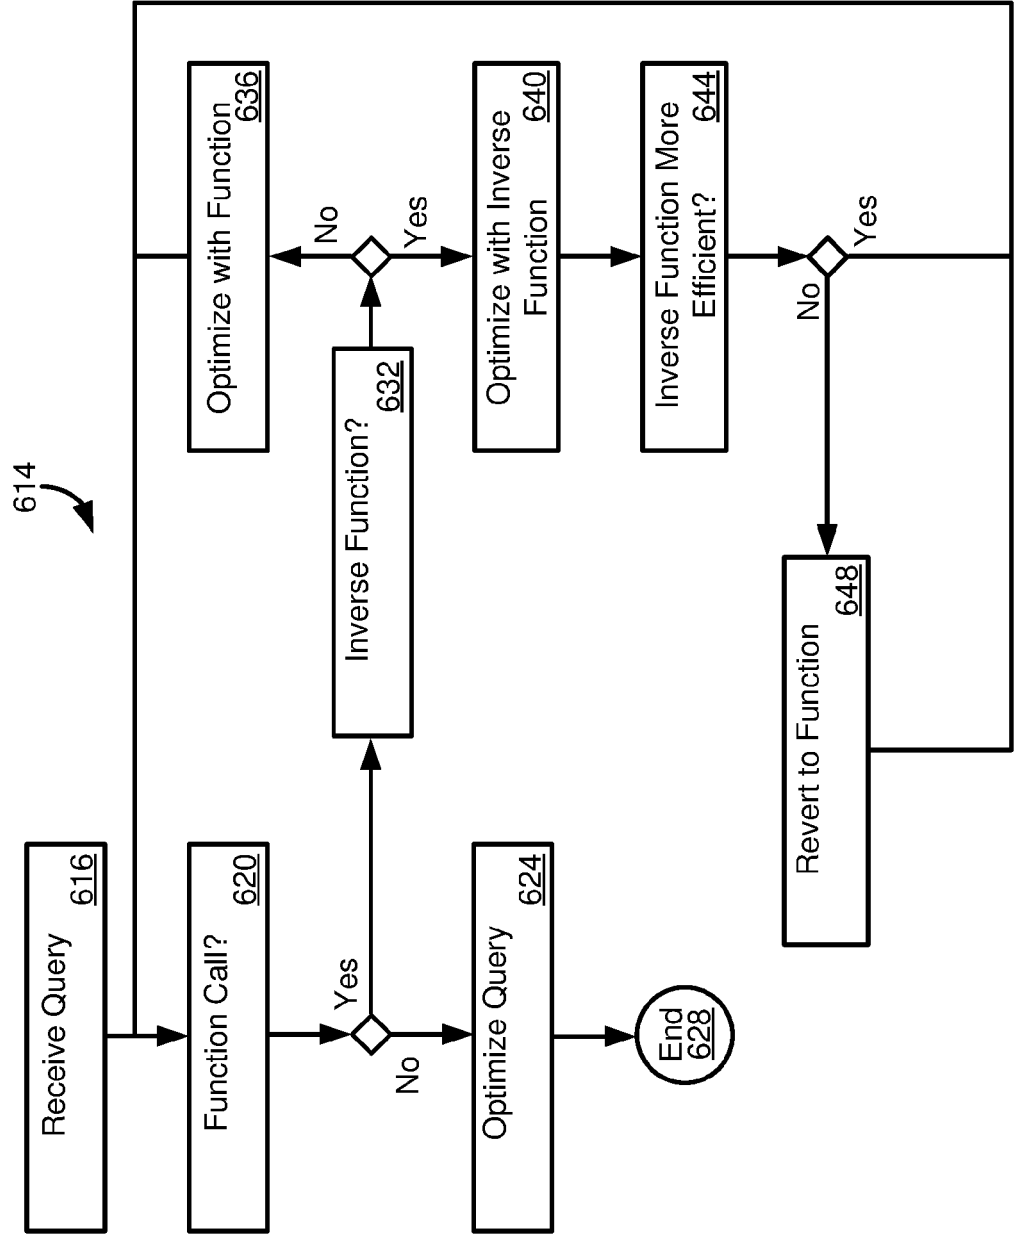 614
Receive Query
616
Function Call?
620
Yes
No
Optimize Query
624
End
628
Inverse Function?
632
No
Yes
Optimize with Function
636
Optimize with Inverse
Function
640
Inverse Function More
Efficient?
644
No
Yes
Revert to Function
648